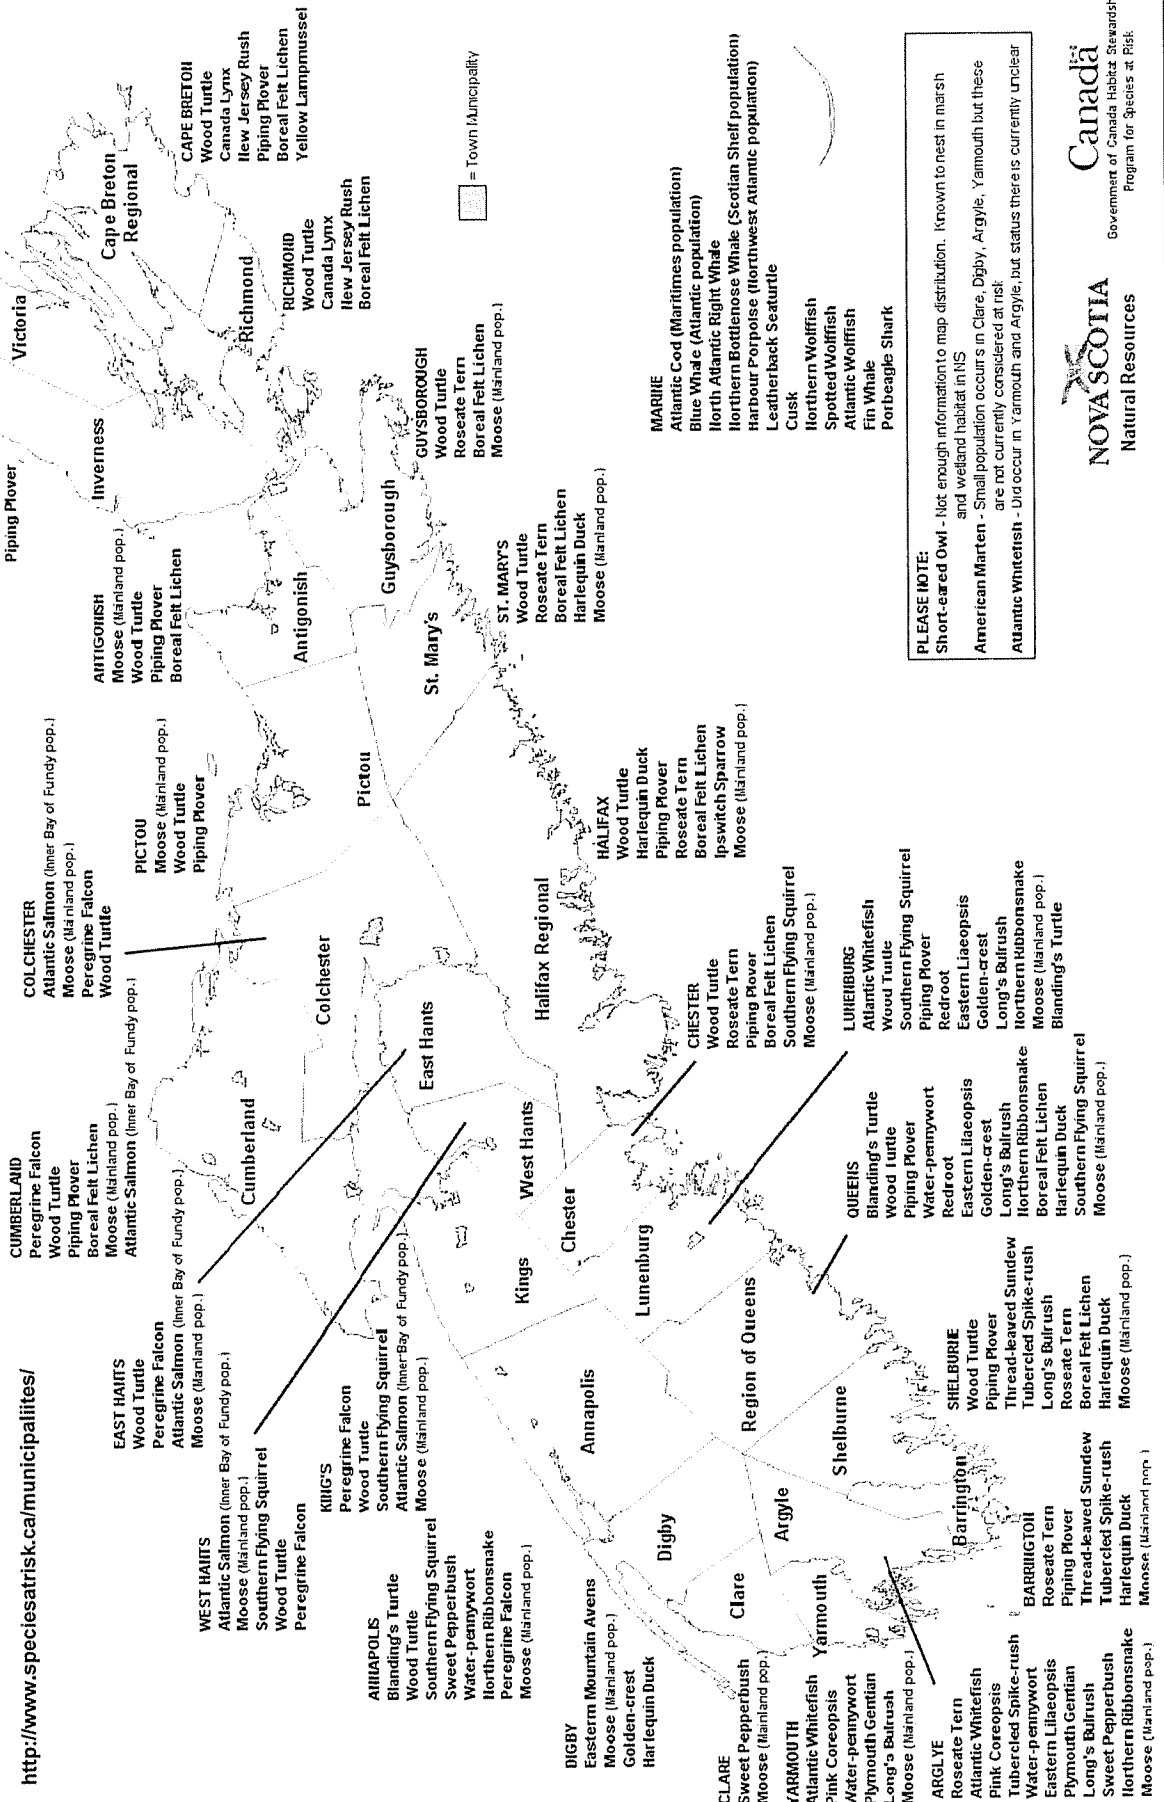 http://www.speciesatrisk.ca/municipaliites/
CUMBERLAND
Peregrine Falcon
Wood Turtle
Piping Plover
Boreal Felt Lichen
Moose (Mainland pop.)
Atlantic Salmon (Inner Bay of Fundy pop.)
COLCHESTER
Atlantic Salmon (Inner Bay of Fundy pop.)
Moose (Mainland pop.)
Peregrine Falcon
Wood Turtle
PICTOU
Moose (Mainland pop.)
Wood Turtle
Piping Plover
ANTIGONISH
Moose (Mainland pop.)
Wood Turtle
Piping Plover
Boreal Felt Lichen
Piping Plover
Inverness
Victoria
Cape Breton
Regional
CAPE BRETON
Wood Turtle
Canada Lynx
New Jersey Rush
Piping Plover
Boreal Felt Lichen
Yellow Lampmussel
Richmond
RICHMOND
Wood Turtle
Canada Lynx
New Jersey Rush
Boreal Felt Lichen
= Town Municipality
EAST HANTS
Wood Turtle
Peregrine Falcon
Atlantic Salmon (Inner Bay of Fundy pop.)
Moose (Mainland pop.)
WEST HANTS
Atlantic Salmon (Inner Bay of Fundy pop.)
Moose (Mainland pop.)
Southern Flying Squirrel
Wood Turtle
Peregrine Falcon
KING'S
Peregrine Falcon
Wood Turtle
Southern Flying Squirrel
Atlantic Salmon (Inner Bay of Fundy pop.)
Moose (Mainland pop.)
ANNAPOLIS
Blanding's Turtle
Wood Turtle
Southern Flying Squirrel
Sweet Pepperbush
Water-pennywort
Northern Ribbonsnake
Peregrine Falcon
Moose (Mainland pop.)
Cumberland
Colchester
Pictou
Antigonish
Guysborough
St. Mary's
East Hants
West Hants
Halifax Regional
Kings
Chester
Lunenburg
Annapolis
Region of Queens
Digby
Clare
Argyle
Yarmouth
Shelburne
Barrington
GUYSBOROUGH
Wood Turtle
Roseate Tern
Boreal Felt Lichen
Moose (Mainland pop.)
ST. MARY'S
Wood Turtle
Roseate Tern
Boreal Felt Lichen
Harlequin Duck
Moose (Mainland pop.)
HALIFAX
Wood Turtle
Harlequin Duck
Piping Plover
Roseate Tern
Boreal Felt Lichen
Ipswitch Sparrow
Moose (Mainland pop.)
CHESTER
Wood Turtle
Roseate Tern
Piping Plover
Boreal Felt Lichen
Southern Flying Squirrel
Moose (Mainland pop.)
LUNENBURG
Atlantic Whitefish
Wood Turtle
Southern Flying Squirrel
Piping Plover
Redroot
Eastern Liaeopsis
Golden-crest
Long's Bulrush
Northern Rubbonsnake
Moose (Mainland pop.)
Blanding's Turtle
QUEENS
Blanding's Turtle
Wood Turtle
Piping Plover
Water-pennywort
Redroot
Eastern Lilaeopsis
Golden-crest
Long's Bulrush
Northern Ribbonsnake
Boreal Felt Lichen
Harlequin Duck
Southern Flying Squirrel
Moose (Mainland pop.)
SHELBURNE
Wood Turtle
Piping Plover
Thread-leaved Sundew
Tubercled Spike-rush
Long's Bulrush
Roseate Tern
Boreal Felt Lichen
Harlequin Duck
Moose (Mainland pop.)
BARRINGTON
Roseate Tern
Piping Plover
Thread-leaved Sundew
Tubercled Spike-rush
Harlequin Duck
Moose (Mainland pop.)
DIGBY
Eastern Mountain Avens
Moose (Mainland pop.)
Golden-crest
Harlequin Duck
CLARE
Sweet Pepperbush
Moose (Mainland pop.)
YARMOUTH
Atlantic Whitefish
Pink Coreopsis
Water-pennywort
Plymouth Gentian
Long's Bulrush
Moose (Mainland pop.)
ARGLYE
Roseate Tern
Atlantic Whitefish
Pink Coreopsis
Tubercled Spike-rush
Water-pennywort
Eastern Lilaeopsis
Plymouth Gentian
Long's Bulrush
Sweet Pepperbush
Northern Ribbonsnake
Moose (Mainland pop.)
MARINE
Atlantic Cod (Maritimes population)
Blue Whale (Atlantic population)
North Atlantic Right Whale
Northern Bottlenose Whale (Scotian Shelf population)
Harbour Porpoise (Northwest Atlantic population)
Leatherback Seaturtle
Cusk
Northern Wolffish
Spotted Wolffish
Atlantic Wolffish
Fin Whale
Porbeagle Shark
PLEASE NOTE:
Short-eared Owl - Not enough information to map distribution. Known to nest in marsh
and wetland habitat in NS
American Marten - Small population occurs in Clare, Digby, Argyle, Yarmouth but these
are not currently considered at risk
Atlantic Whitefish - Did occur in Yarmouth and Argyle, but status there is currently unclear
NOVA SCOTIA
Natural Resources
Canada
Government of Canada Habitat Stewardsh
Program for Species at Risk